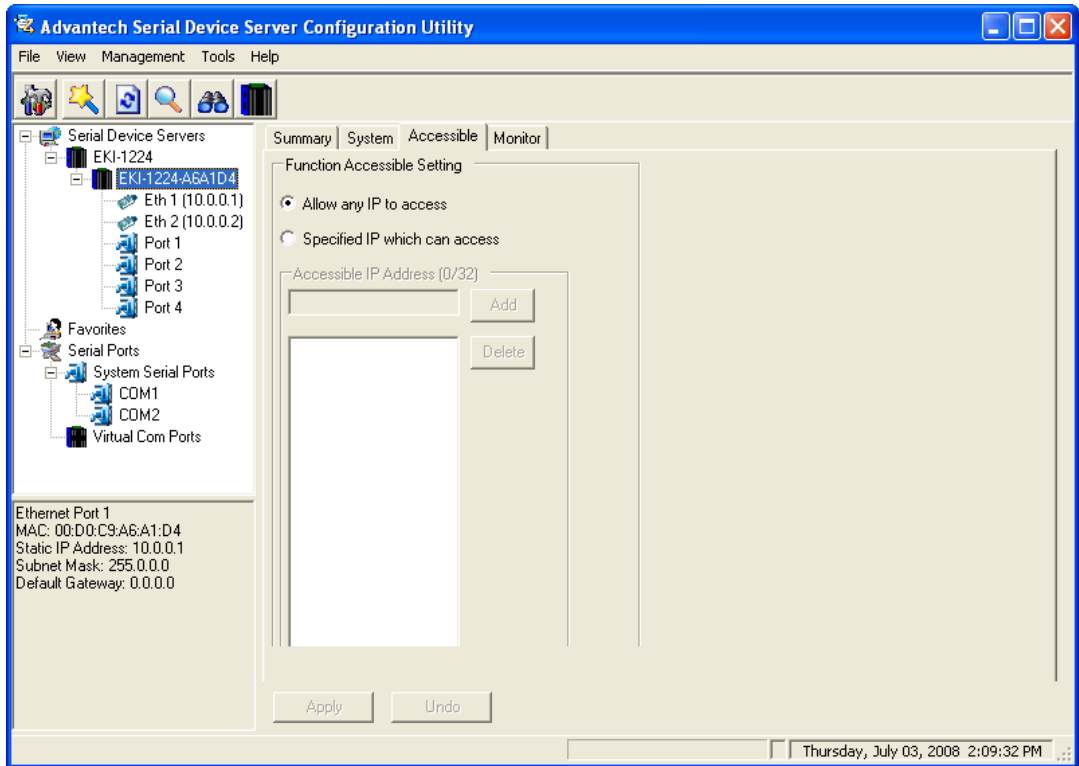 Advantech Serial Device Server Configuration Utility
File View Management Tools Help
Serial Device Servers
EKI-1224
EKI-1224-A6A1D4
Eth 1 (10.0.0.1)
Eth 2 (10.0.0.2)
Port 1
Port 2
Port 3
Port 4
Favorites
Serial Ports
System Serial Ports
COM1
COM2
Virtual Com Ports
Ethernet Port 1
MAC: 00:D0:C9:A6:A1:D4
Static IP Address: 10.0.0.1
Subnet Mask: 255.0.0.0
Default Gateway: 0.0.0.0
Summary System Accessible Monitor
Function Accessible Setting
Allow any IP to access
Specified IP which can access
Accessible IP Address (0/32)
Add
Delete
Apply Undo
Thursday, July 03, 2008 2:09:32 PM